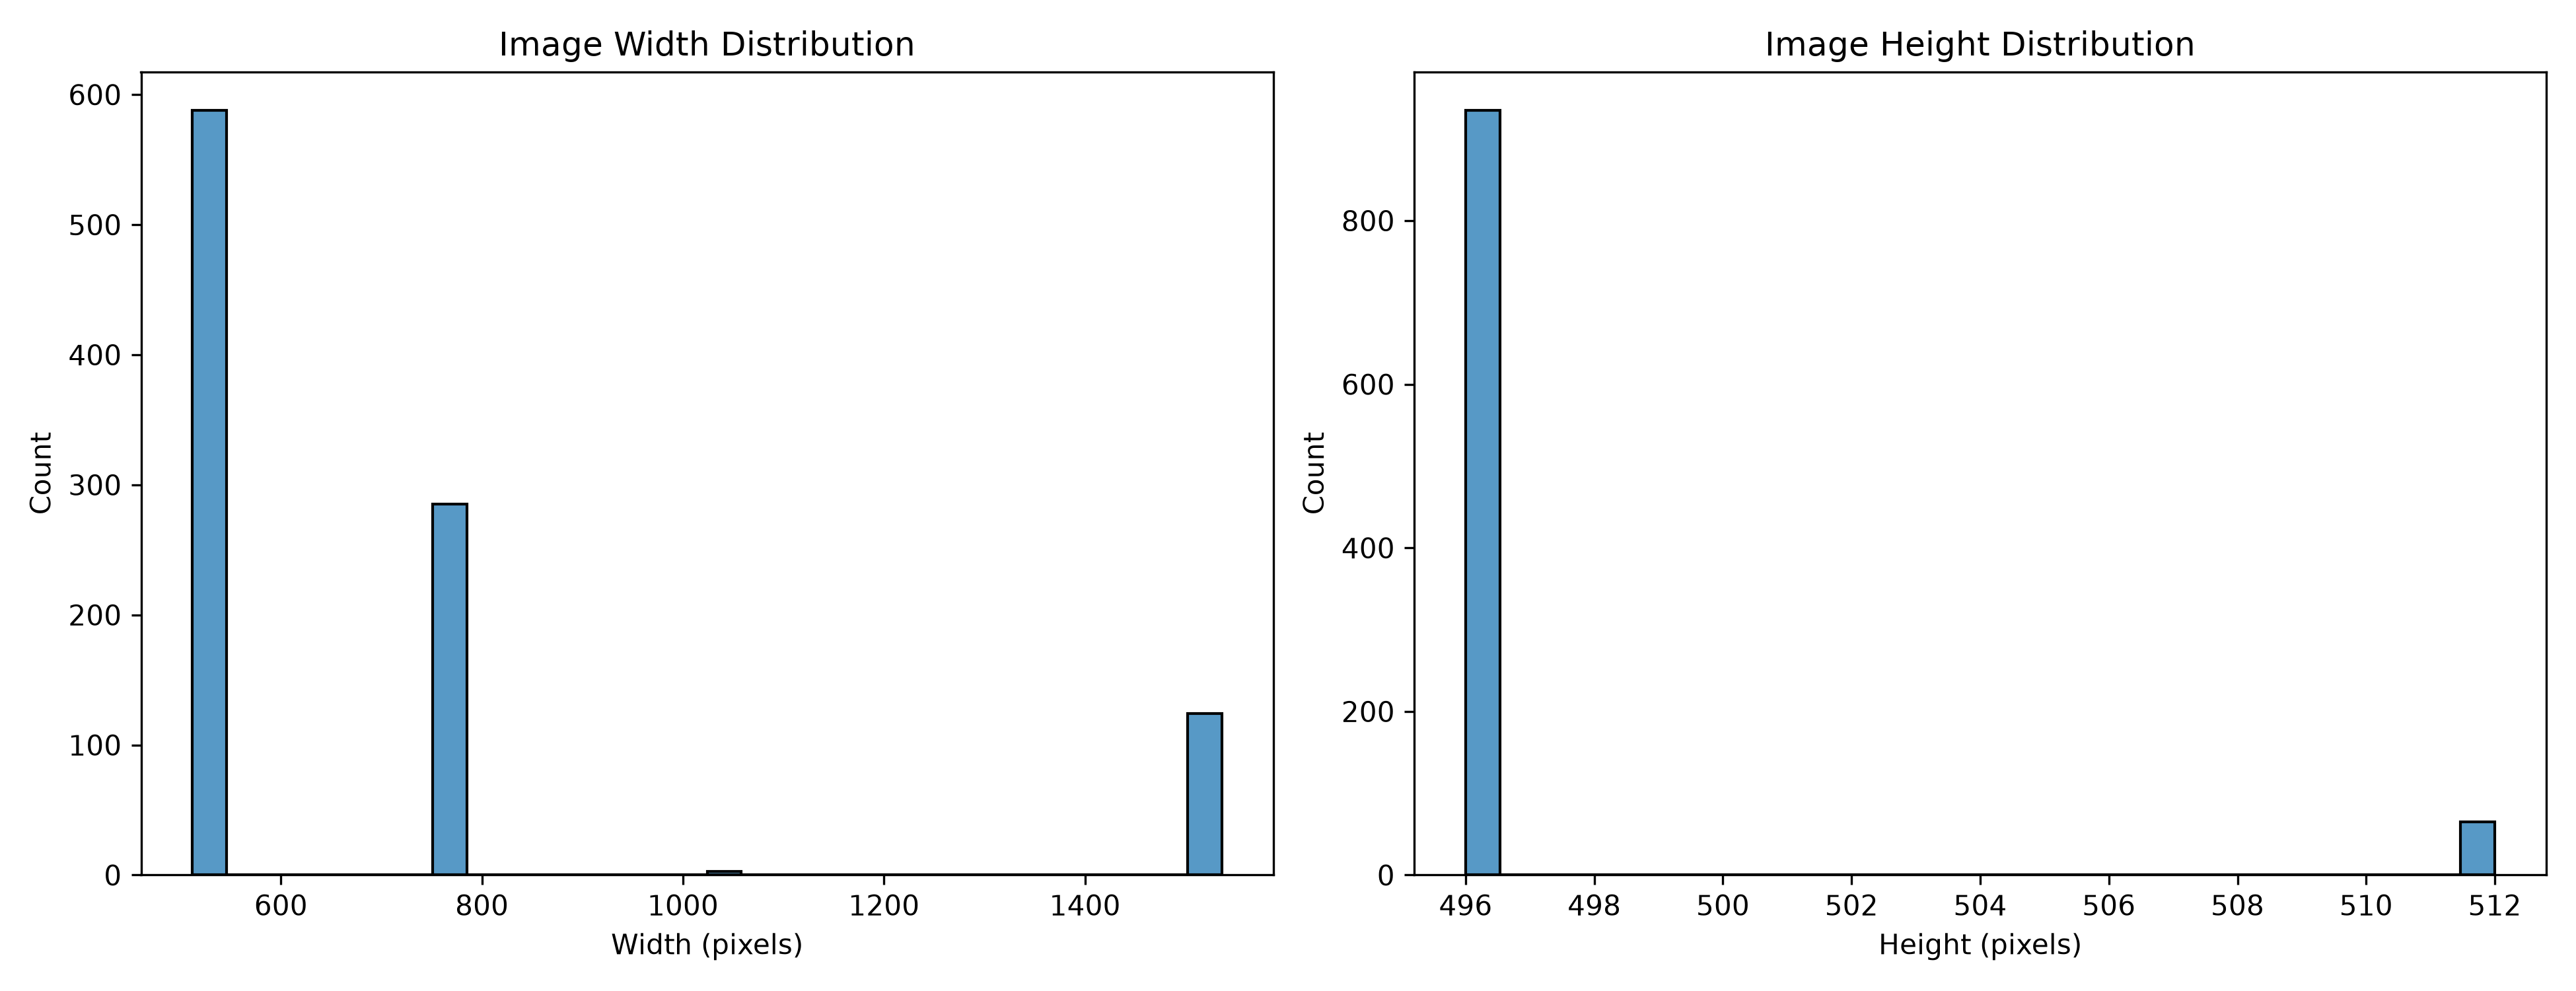 Image Width Distribution
600
500
400
300
200
100
0
Count
600 800 1000 1200 1400
Width (pixels)
Image Height Distribution
800
600
400
200
0
Count
496 498 500 502 504 506 508 510 512
Height (pixels)